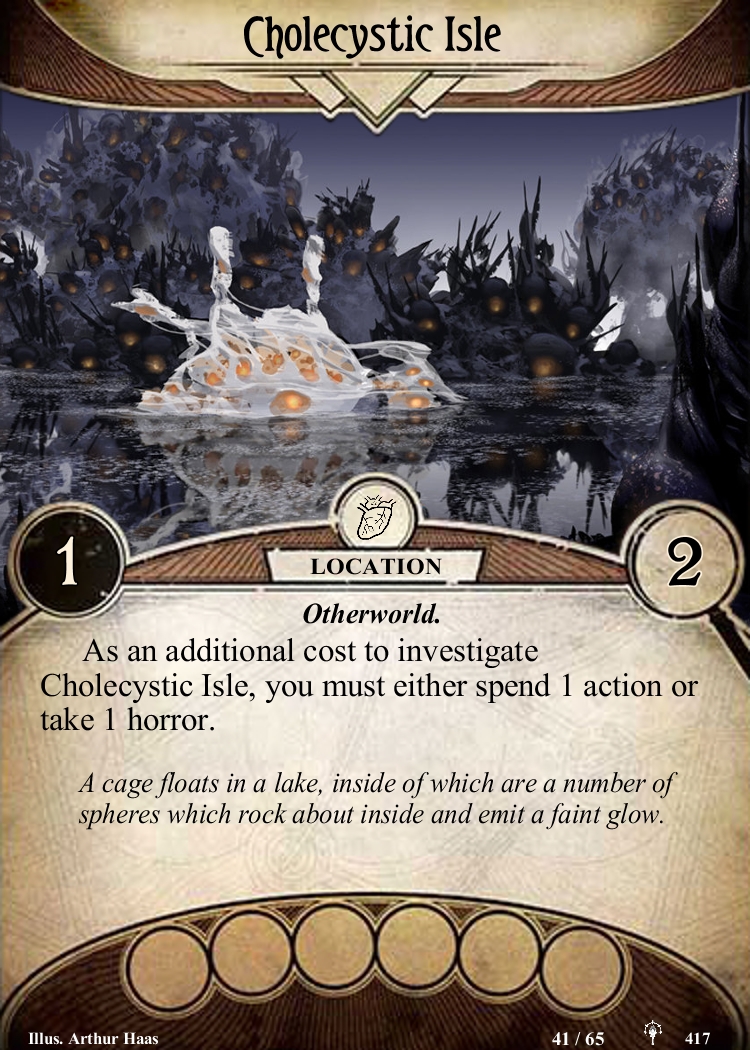 Cholecystic Isle
1
LOCATION
2
Otherworld.
As an additional cost to investigate
Cholecystic Isle, you must either spend 1 action or
take 1 horror.
A cage floats in a lake, inside of which are a number of
spheres which rock about inside and emit a faint glow.
Illus. Arthur Haas
41 / 65
417